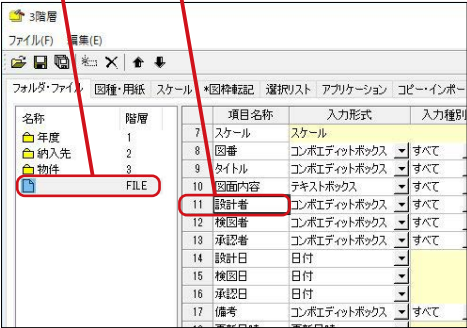 3階層
ファイル(F) 編集(E)
フォルダ・ファイル 図種・用紙 スケール *図枠転記 選択リスト アプリケーション コピー・インポー
名称 階層
年度 1
納入先 2
物件 3
FILE
項目名称 入力形式 入力種別
7 スケール スケール
8 図番 コンボエディットボックス すべて
9 タイトル コンボエディットボックス すべて
10 図面内容 テキストボックス すべて
11 設計者 コンボエディットボックス すべて
12 検図者 コンボエディットボックス すべて
13 承認者 コンボエディットボックス すべて
14 設計日 日付
15 検図日 日付
16 承認日 日付
17 備考 コンボエディットボックス すべて